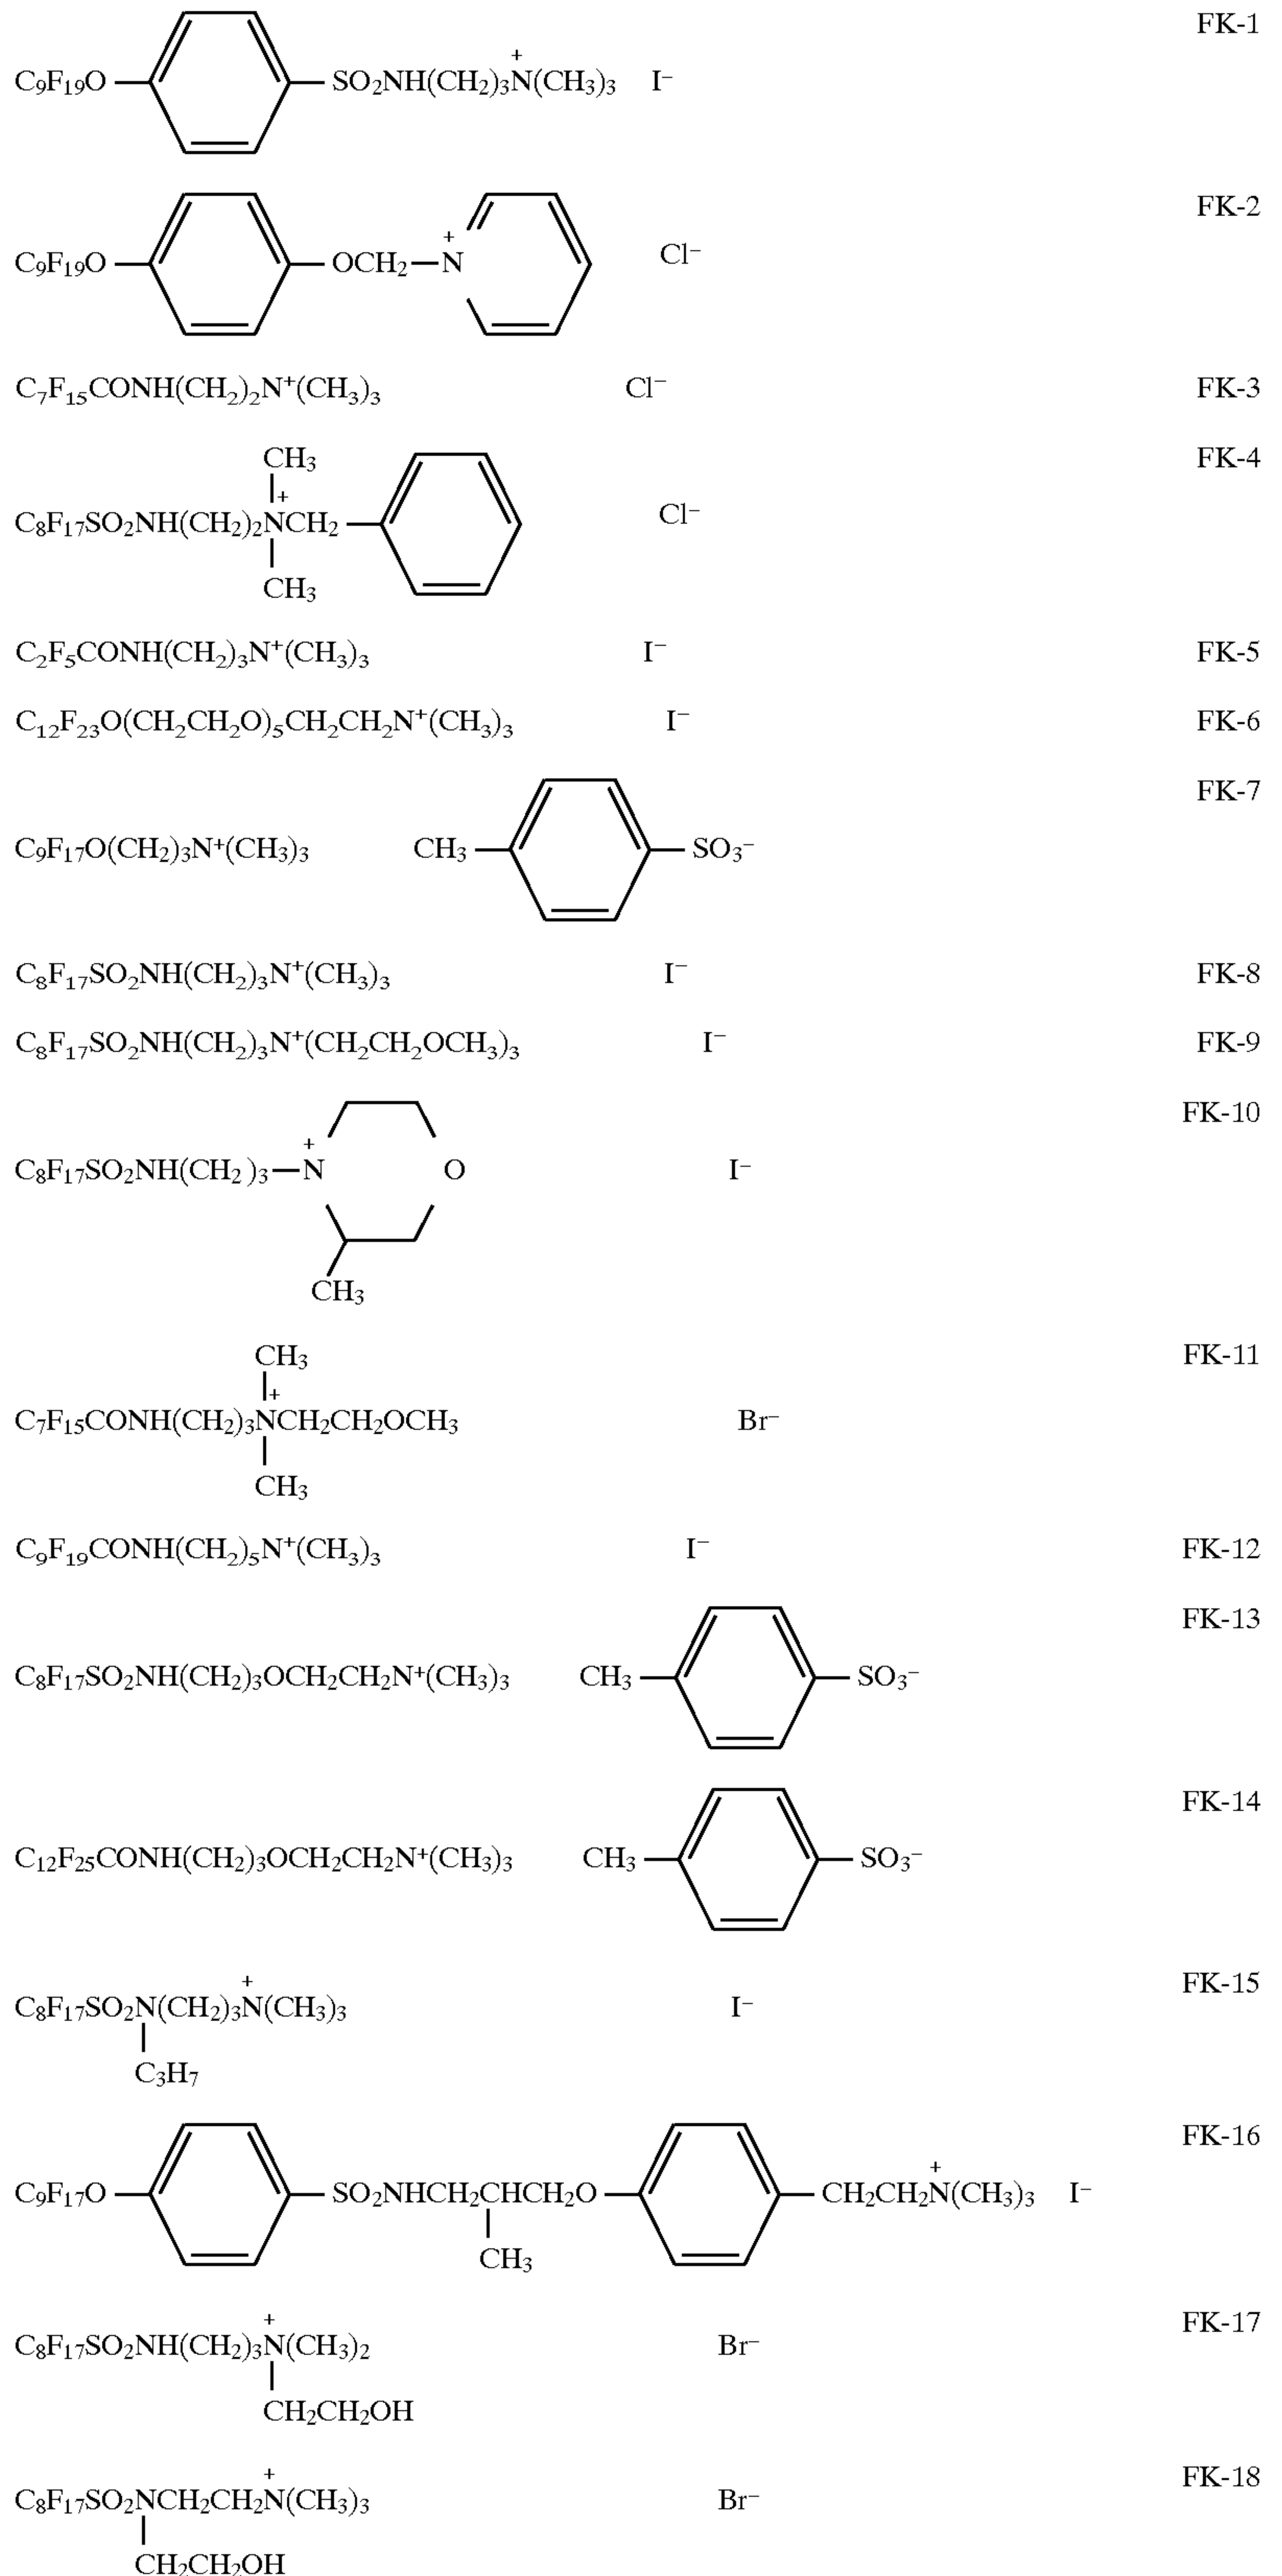 FK-1
+
C₉F₁₉O SO₂NH(CH₂)₃N(CH₃)₃ I⁻
FK-2
+
C₉F₁₉O OCH₂ N Cl⁻
C₇F₁₅CONH(CH₂)₂N⁺(CH₃)₃ Cl⁻ FK-3
CH₃ FK-4
+
C₈F₁₇SO₂NH(CH₂)₂NCH₂ Cl⁻
CH₃
C₂F₅CONH(CH₂)₃N⁺(CH₃)₃ I⁻ FK-5
C₁₂F₂₃O(CH₂CH₂O)₅CH₂CH₂N⁺(CH₃)₃ I⁻ FK-6
FK-7
C₉F₁₇O(CH₂)₃N⁺(CH₃)₃ CH₃ SO₃⁻
C₈F₁₇SO₂NH(CH₂)₃N⁺(CH₃)₃ I⁻ FK-8
C₈F₁₇SO₂NH(CH₂)₃N⁺(CH₂CH₂OCH₃)₃ I⁻ FK-9
FK-10
+
C₈F₁₇SO₂NH(CH₂)₃ N O I⁻
CH₃
CH₃ FK-11
+
C₇F₁₅CONH(CH₂)₃NCH₂CH₂OCH₃ Br⁻
CH₃
C₉F₁₉CONH(CH₂)₅N⁺(CH₃)₃ I⁻ FK-12
FK-13
C₈F₁₇SO₂NH(CH₂)₃OCH₂CH₂N⁺(CH₃)₃ CH₃ SO₃⁻
FK-14
C₁₂F₂₅CONH(CH₂)₃OCH₂CH₂N⁺(CH₃)₃ CH₃ SO₃⁻
+ FK-15
C₈F₁₇SO₂N(CH₂)₃N(CH₃)₃ I⁻
C₃H₇
FK-16
+
C₉F₁₇O SO₂NHCH₂CHCH₂O CH₂CH₂N(CH₃)₃ I⁻
CH₃
+ FK-17
C₈F₁₇SO₂NH(CH₂)₃N(CH₃)₂ Br⁻
CH₂CH₂OH
+ FK-18
C₈F₁₇SO₂NCH₂CH₂N(CH₃)₃ Br⁻
CH₂CH₂OH